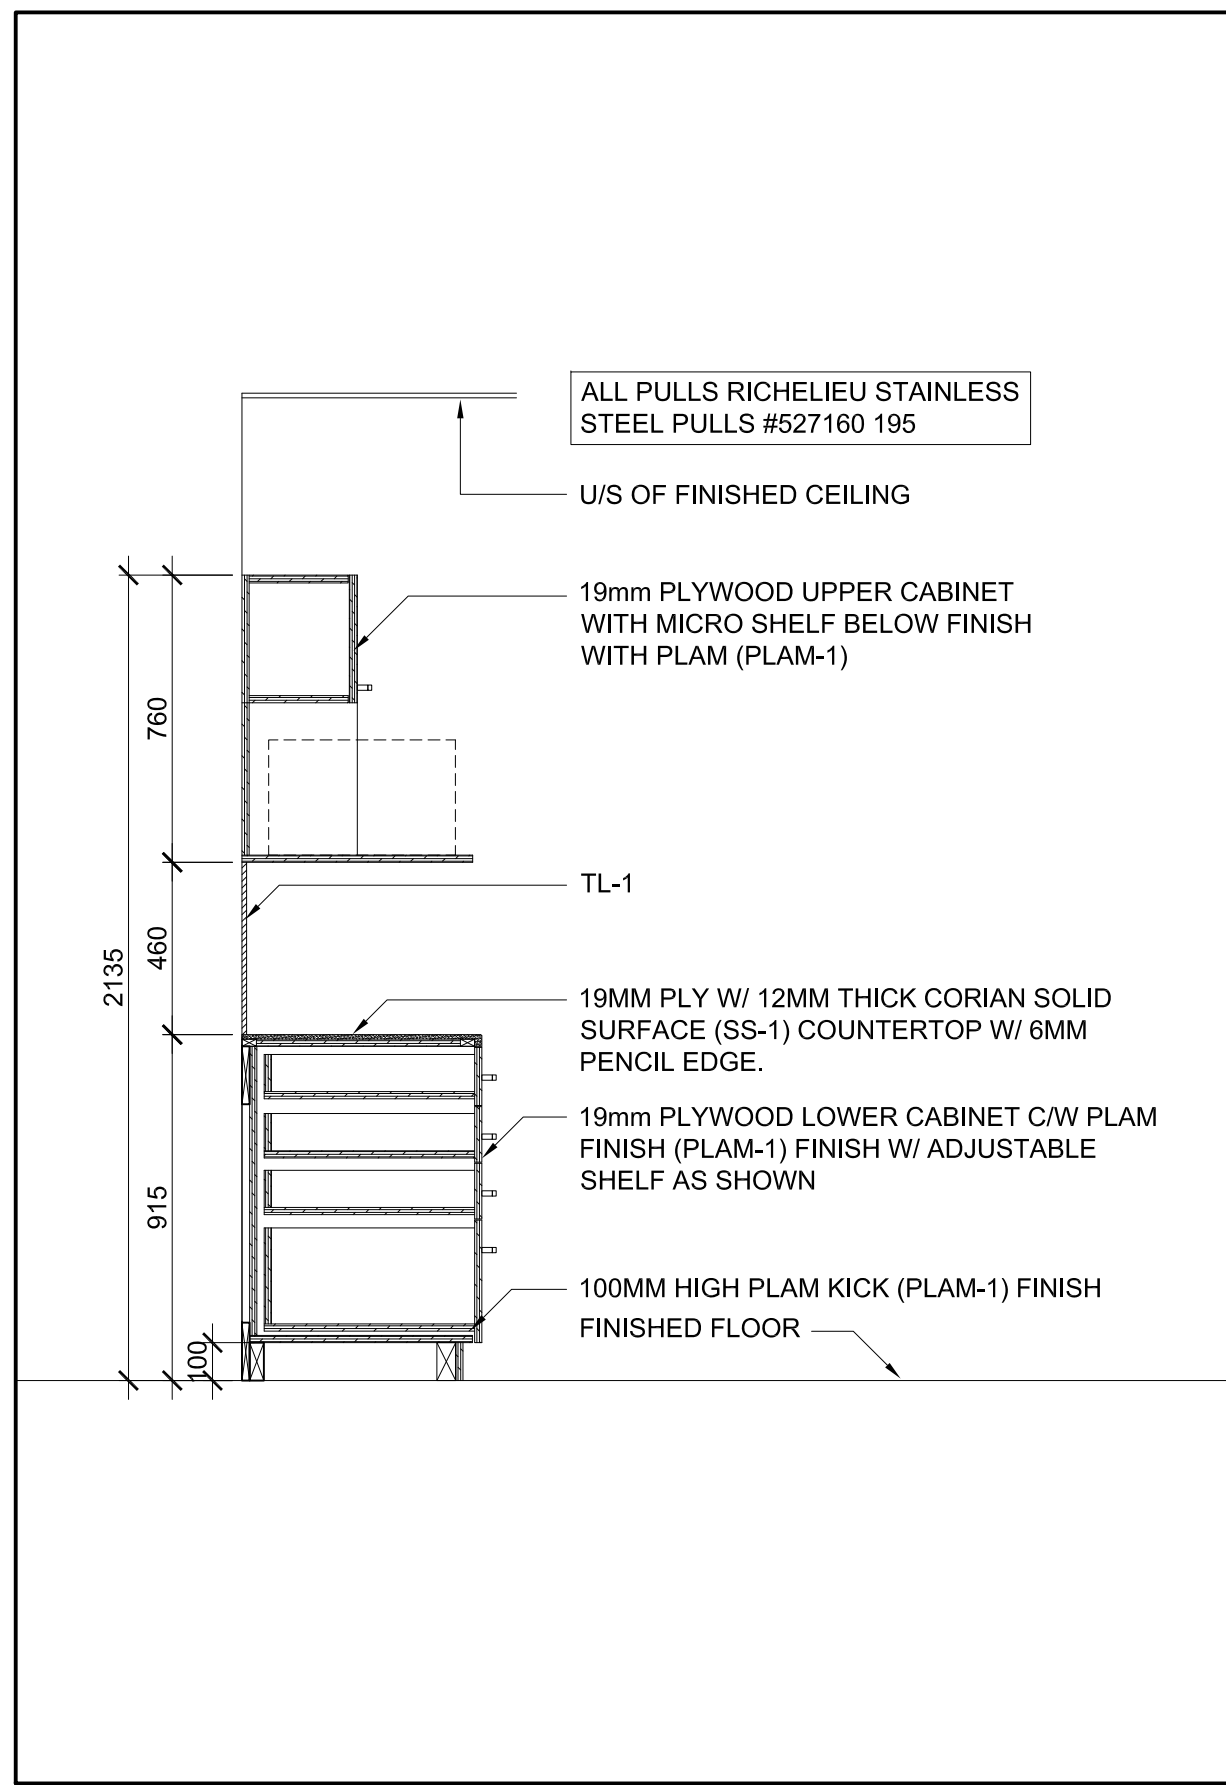 ALL PULLS RICHELIEU STAINLESS
STEEL PULLS #527160 195
U/S OF FINISHED CEILING
19mm PLYWOOD UPPER CABINET
WITH MICRO SHELF BELOW FINISH
WITH PLAM (PLAM-1)
760
TL-1
460
2135
19MM PLY W/ 12MM THICK CORIAN SOLID
SURFACE (SS-1) COUNTERTOP W/ 6MM
PENCIL EDGE.
19mm PLYWOOD LOWER CABINET C/W PLAM
FINISH (PLAM-1) FINISH W/ ADJUSTABLE
SHELF AS SHOWN
915
100MM HIGH PLAM KICK (PLAM-1) FINISH
FINISHED FLOOR
100